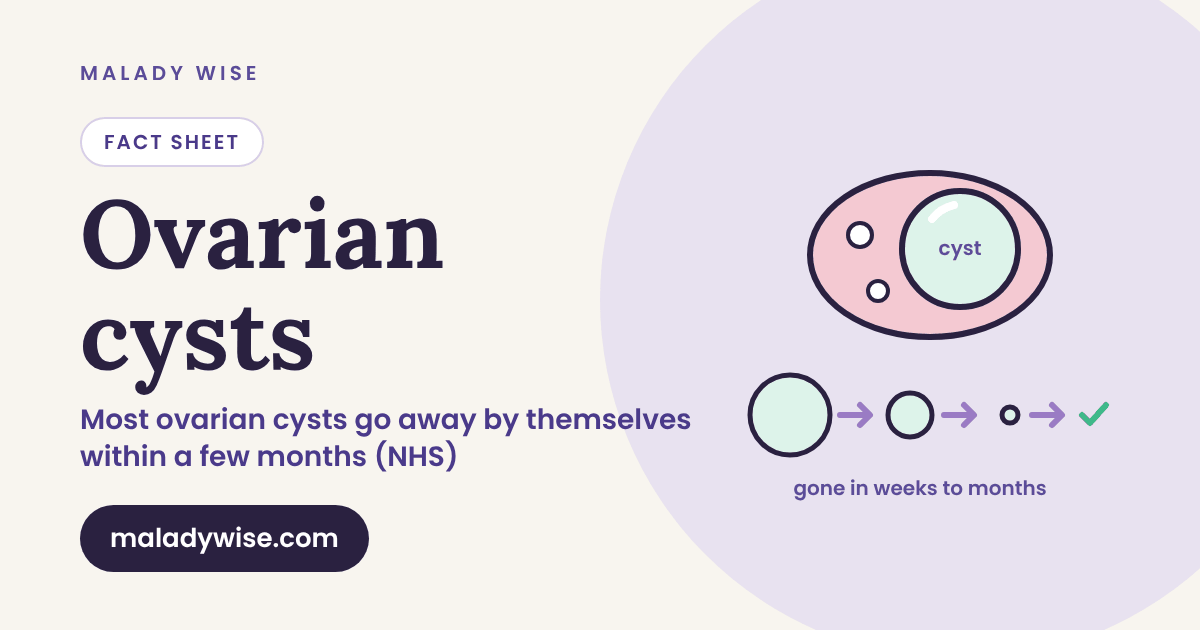 MALADY WISE
FACT SHEET
Ovarian
cysts
Most ovarian cysts go away by themselves
within a few months (NHS)
maladywise.com
cyst
gone in weeks to months